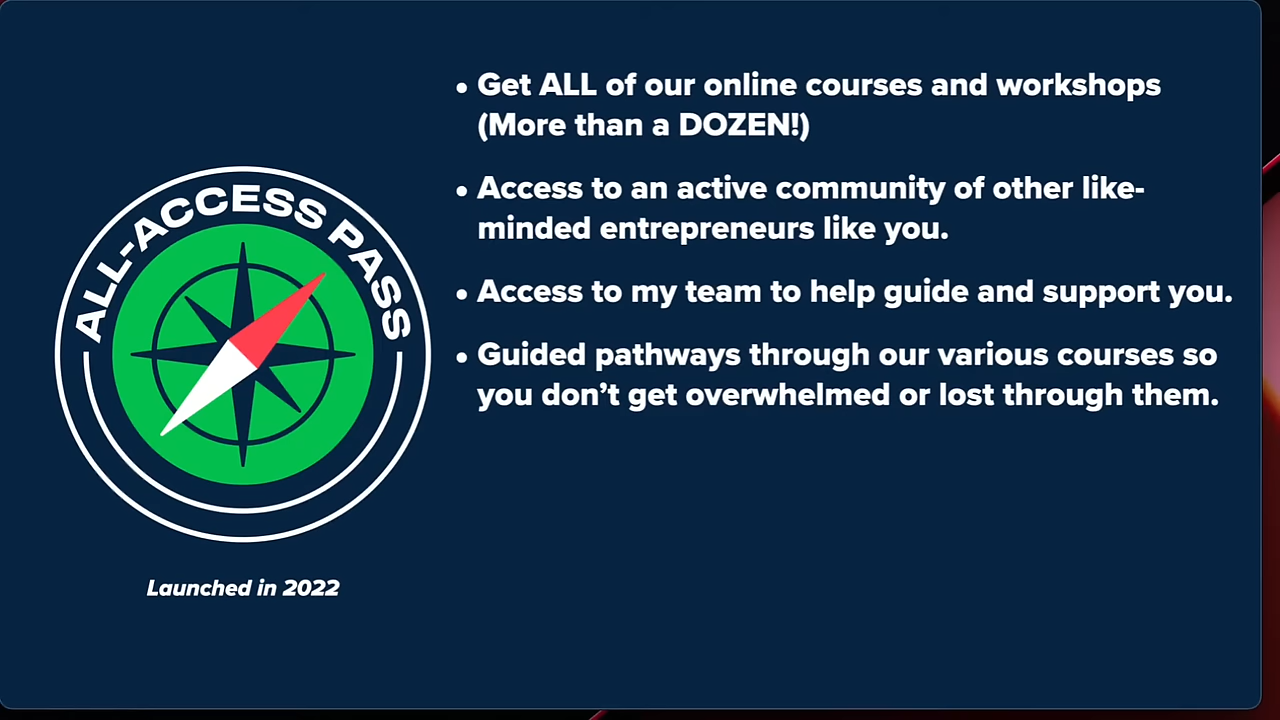 ALL-ACCESS PASS
Launched in 2022
• Get ALL of our online courses and workshops
(More than a DOZEN!)
• Access to an active community of other like-
minded entrepreneurs like you.
• Access to my team to help guide and support you.
• Guided pathways through our various courses so
you don’t get overwhelmed or lost through them.